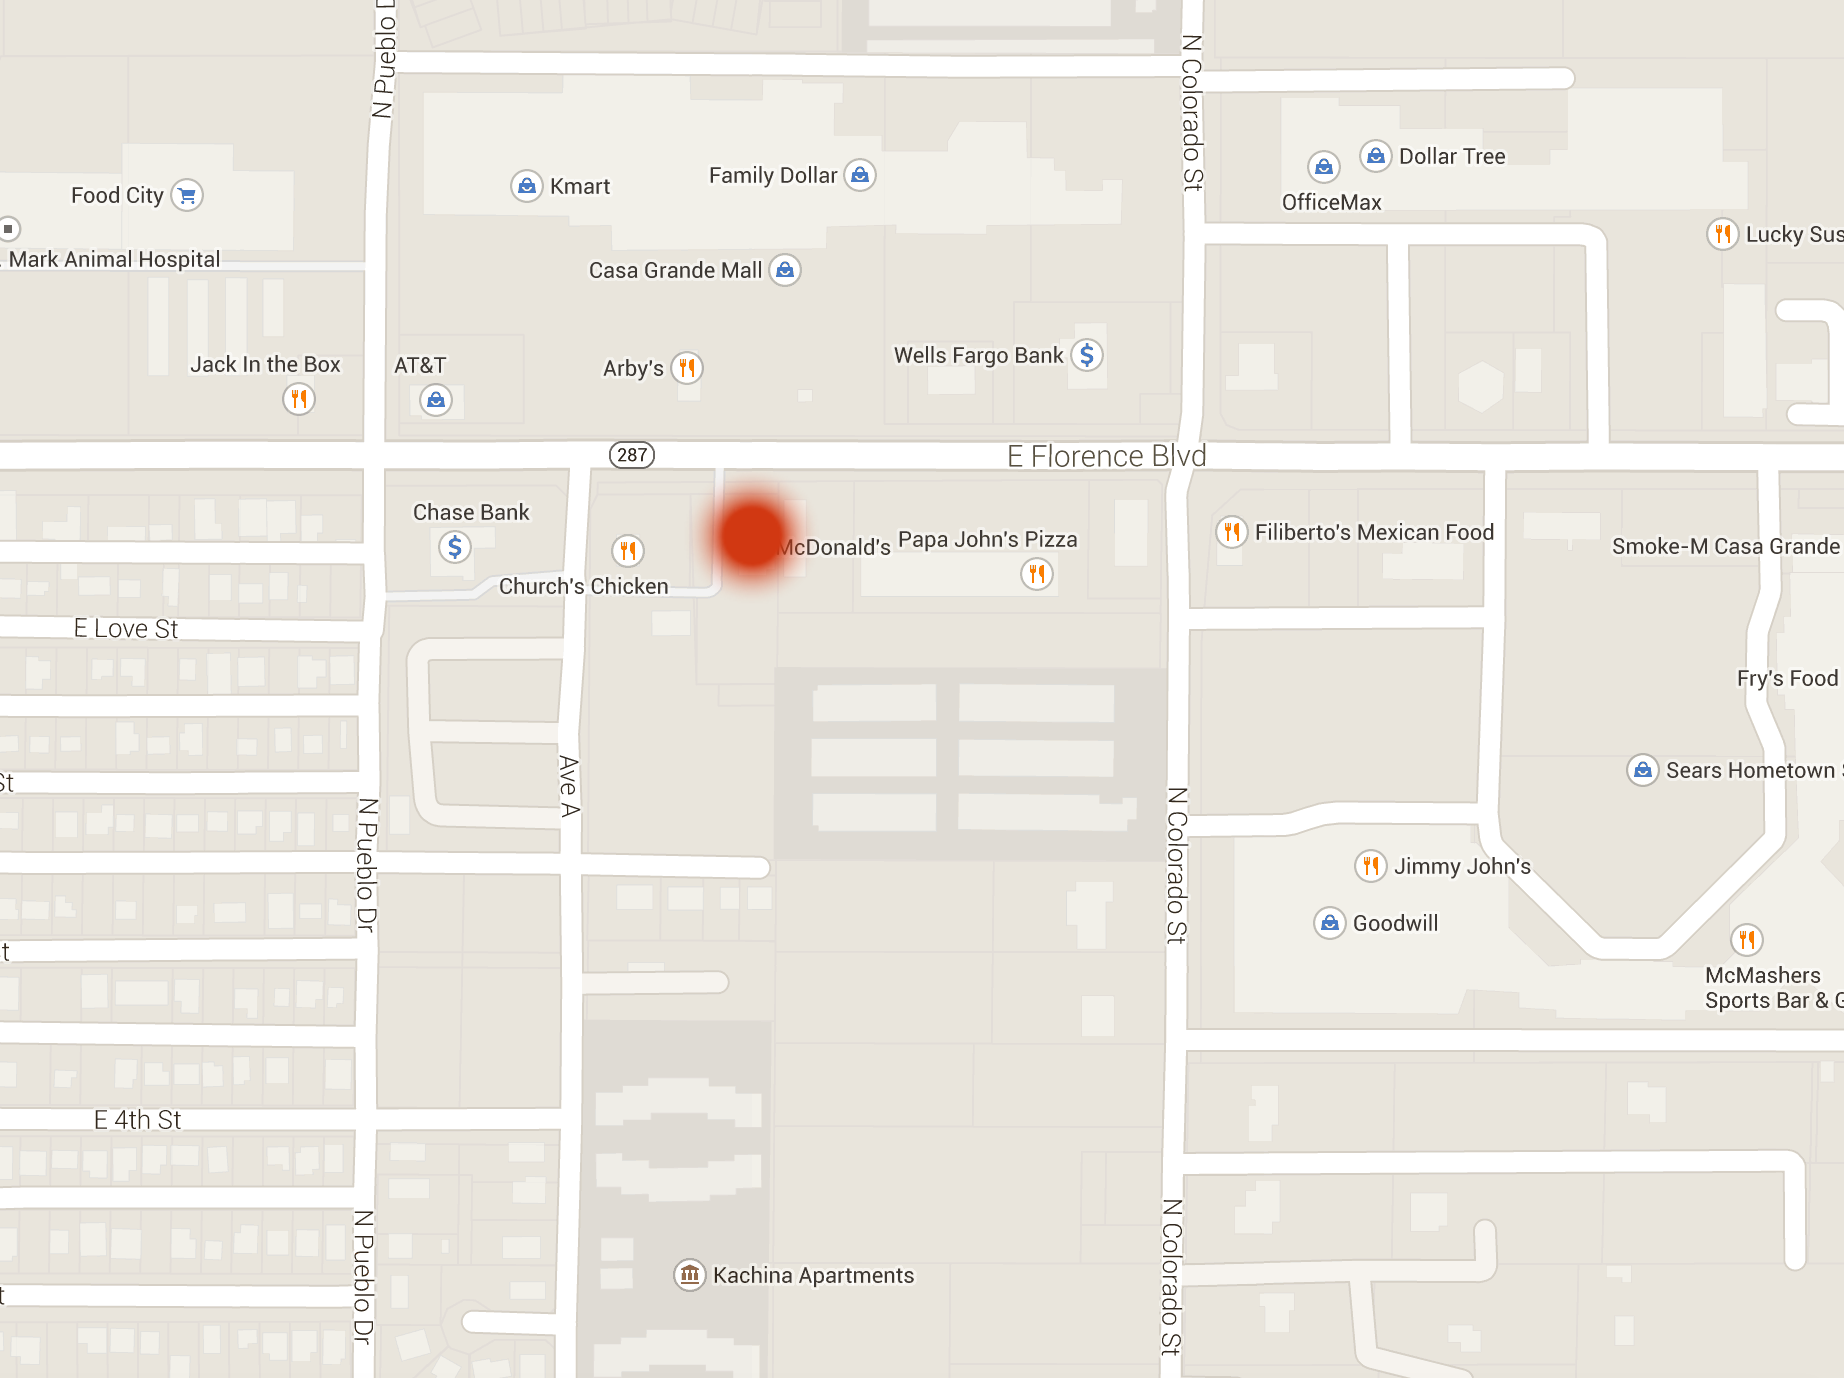 N Pueblo D
N Colorado St
Dollar Tree
OfficeMax
Family Dollar
Kmart
Food City
Lucky Sus
. Mark Animal Hospital
Casa Grande Mall
Jack In the Box
AT&T
Arby's
Wells Fargo Bank
287
E Florence Blvd
Chase Bank
Church's Chicken
McDonald's
Papa John's Pizza
Filiberto's Mexican Food
Smoke-M Casa Grande
E Love St
Fry's Food
Sears Hometown S
St
Ave A
N Pueblo Dr
N Colorado St
Jimmy John's
Goodwill
t
McMashers
Sports Bar & G
E 4th St
N Pueblo Dr
N Colorado St
Kachina Apartments
t